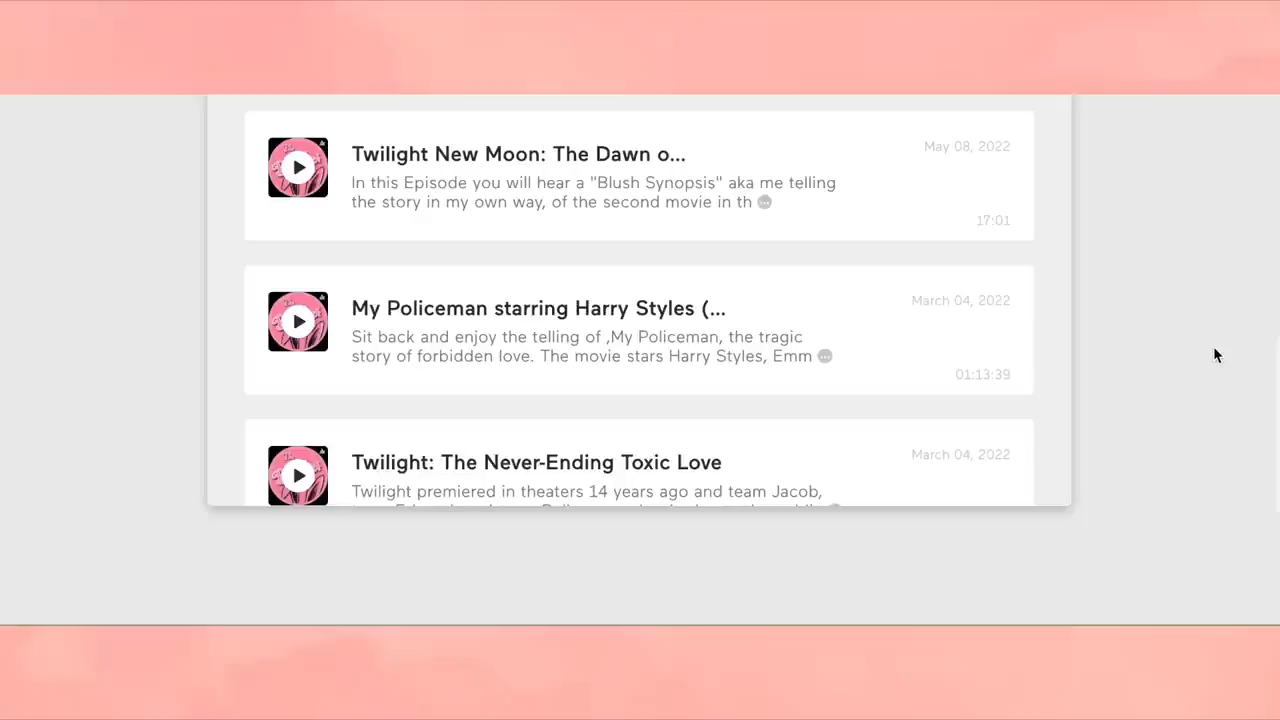 Twilight New Moon: The Dawn o...
May 08, 2022
In this Episode you will hear a "Blush Synopsis" aka me telling
the story in my own way, of the second movie in th
17:01
My Policeman starring Harry Styles (...
March 04, 2022
Sit back and enjoy the telling of ,My Policeman, the tragic
story of forbidden love. The movie stars Harry Styles, Emm
01:13:39
Twilight: The Never-Ending Toxic Love
March 04, 2022
Twilight premiered in theaters 14 years ago and team Jacob,